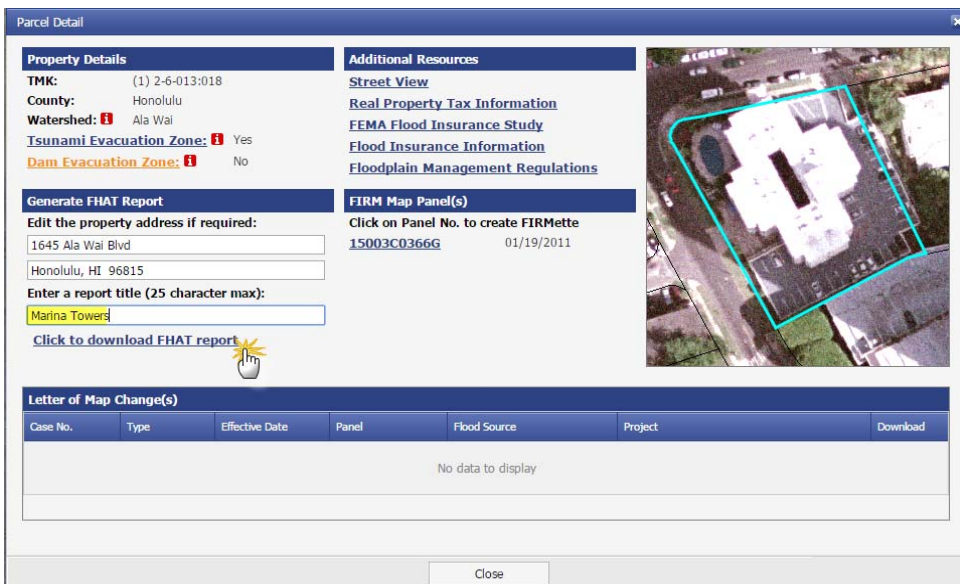 Parcel Detail
Property Details
TMK: (1) 2-6-013:018
County: Honolulu
Watershed: i Ala Wai
Tsunami Evacuation Zone: i Yes
Dam Evacuation Zone: i No
Additional Resources
Street View
Real Property Tax Information
FEMA Flood Insurance Study
Flood Insurance Information
Floodplain Management Regulations
Generate FHAT Report
Edit the property address if required:
1645 Ala Wai Blvd
Honolulu, HI 96815
Enter a report title (25 character max):
Marina Towers
Click to download FHAT report
FIRM Map Panel(s)
Click on Panel No. to create FIRMette
15003C0366G 01/19/2011
Letter of Map Change(s)
Case No. Type Effective Date Panel Flood Source Project Download
No data to display
Close